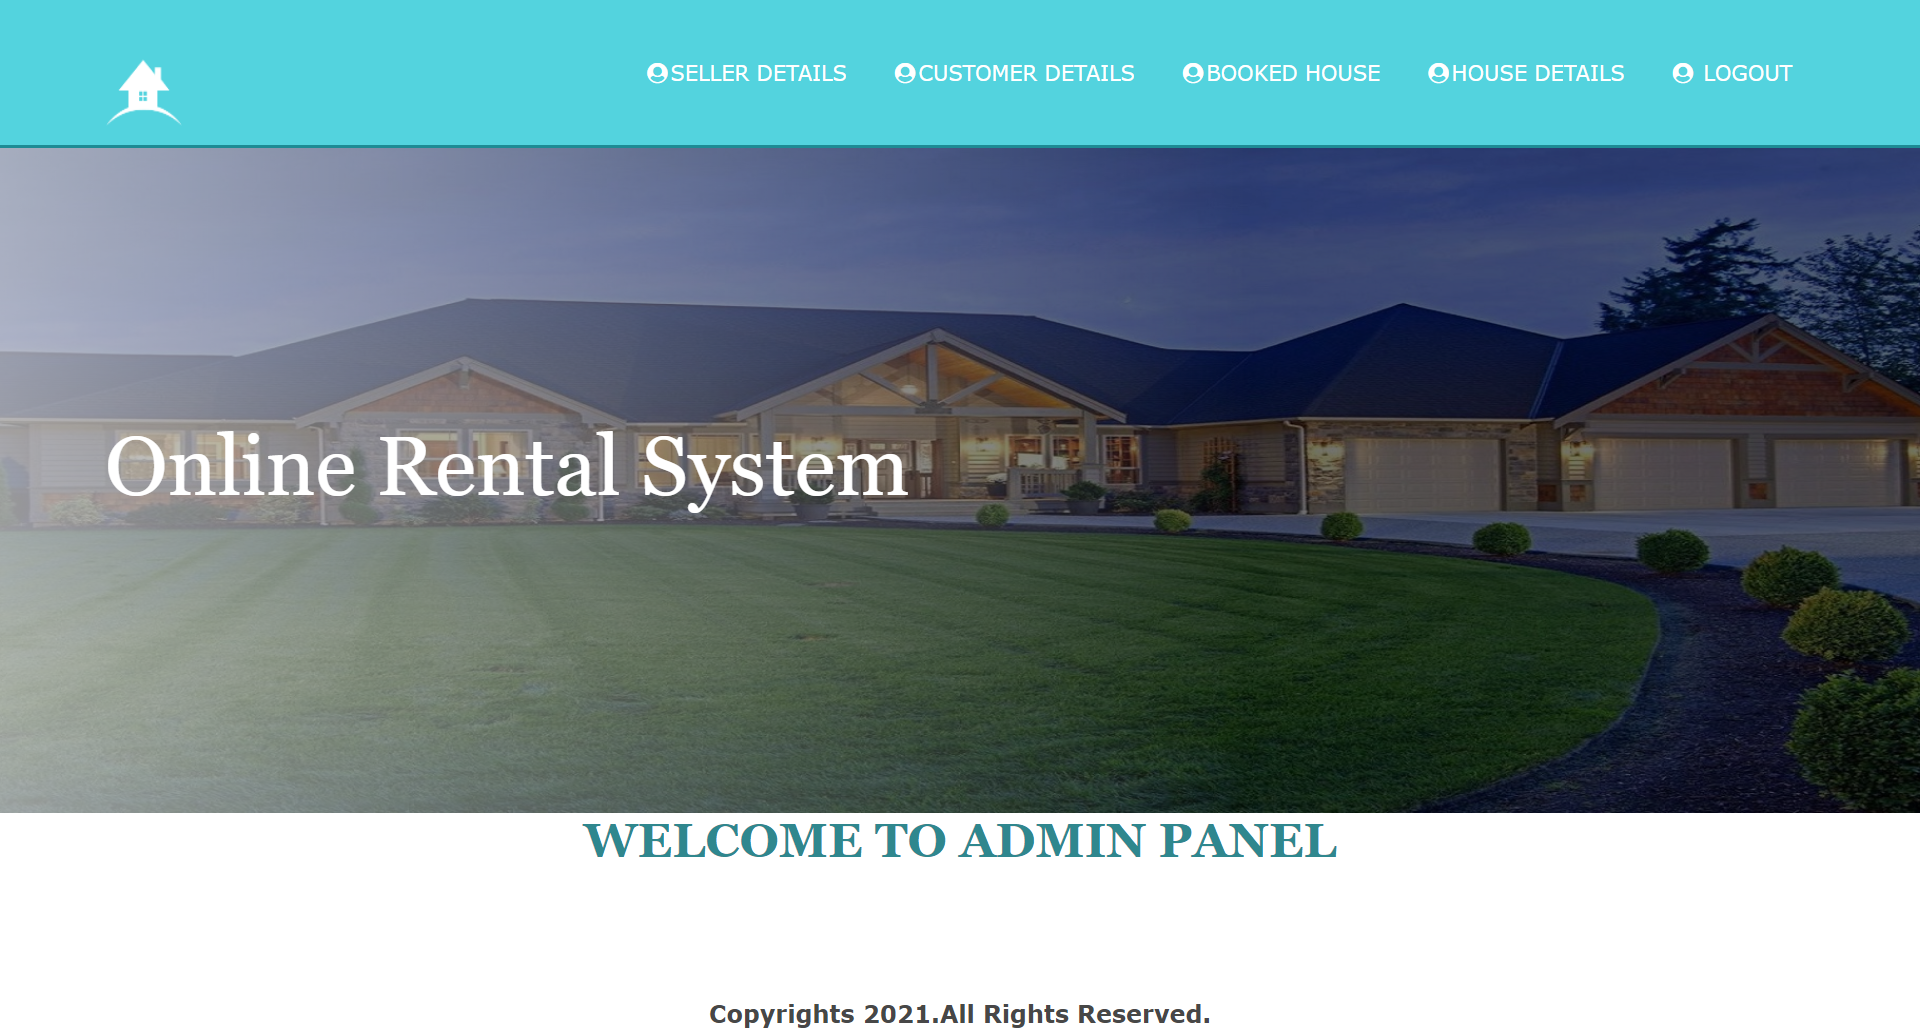 SELLER DETAILS CUSTOMER DETAILS BOOKED HOUSE HOUSE DETAILS LOGOUT
Online Rental System
WELCOME TO ADMIN PANEL
Copyrights 2021.All Rights Reserved.